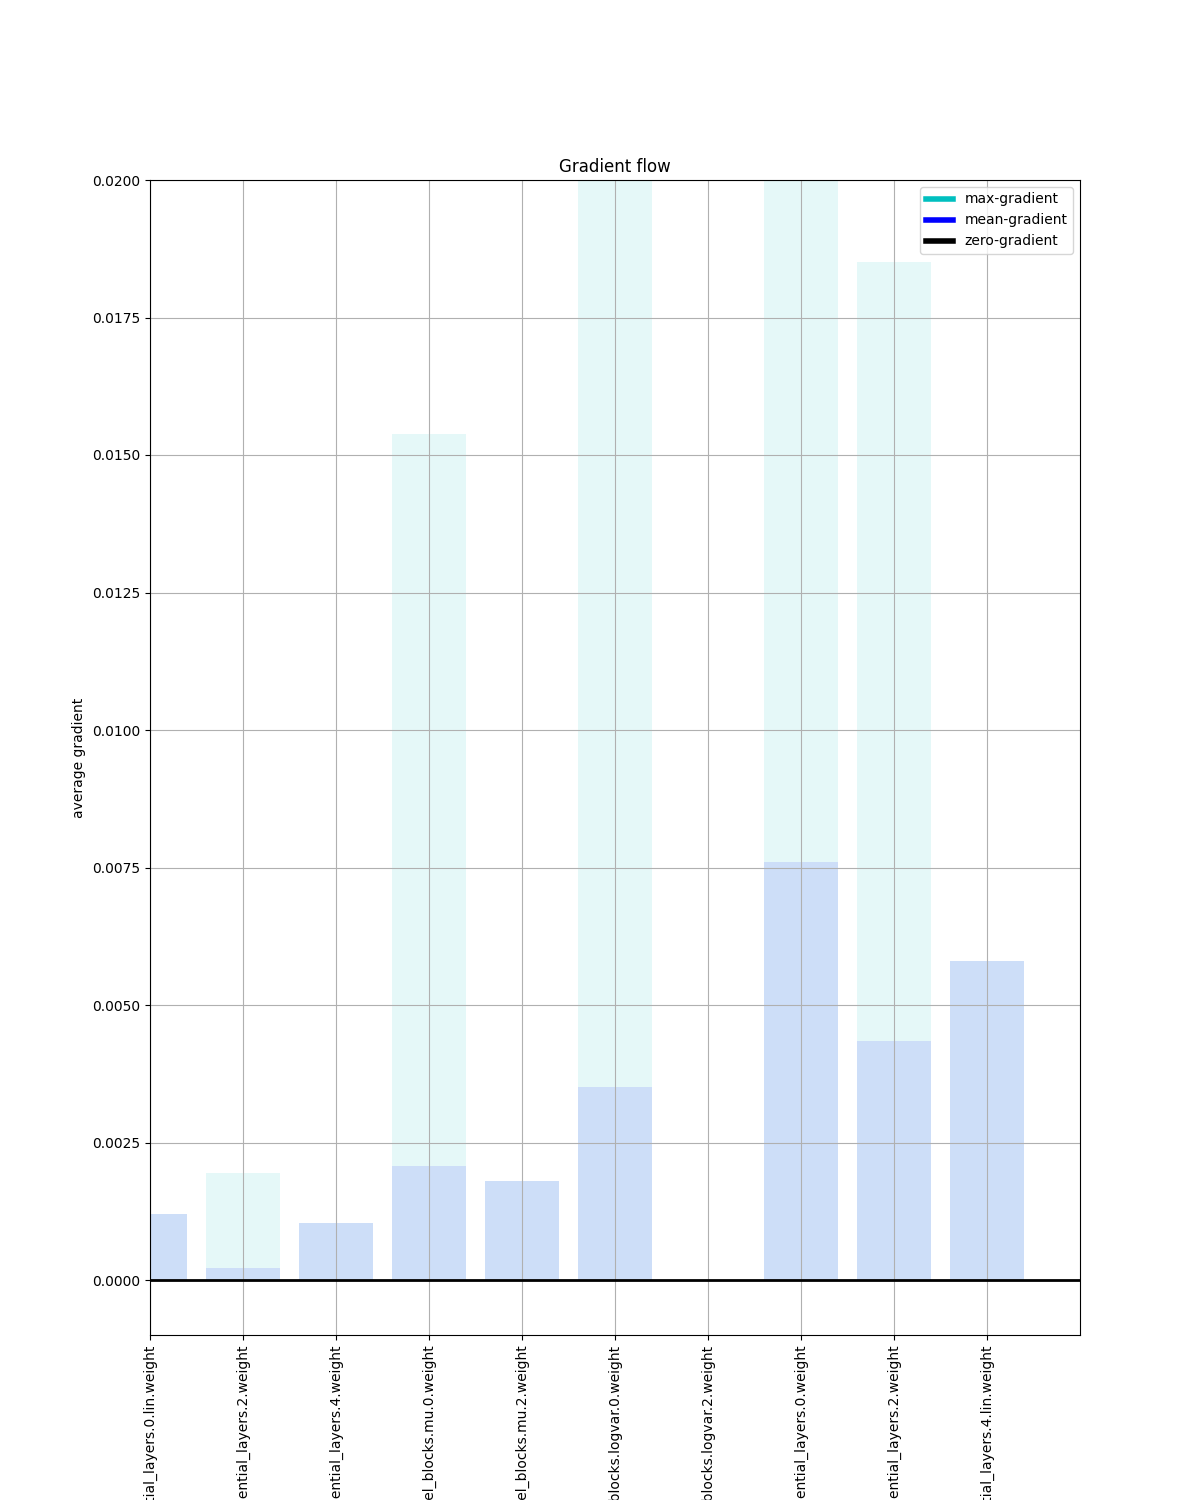 Gradient flow
max-gradient
mean-gradient
zero-gradient
average gradient
0.0200
0.0175
0.0150
0.0125
0.0100
0.0075
0.0050
0.0025
0.0000
tial_layers.0.lin.weight
ential_layers.2.weight
ential_layers.4.weight
el_blocks.mu.0.weight
el_blocks.mu.2.weight
blocks.logvar.0.weight
blocks.logvar.2.weight
ential_layers.0.weight
ential_layers.2.weight
tial_layers.4.lin.weight